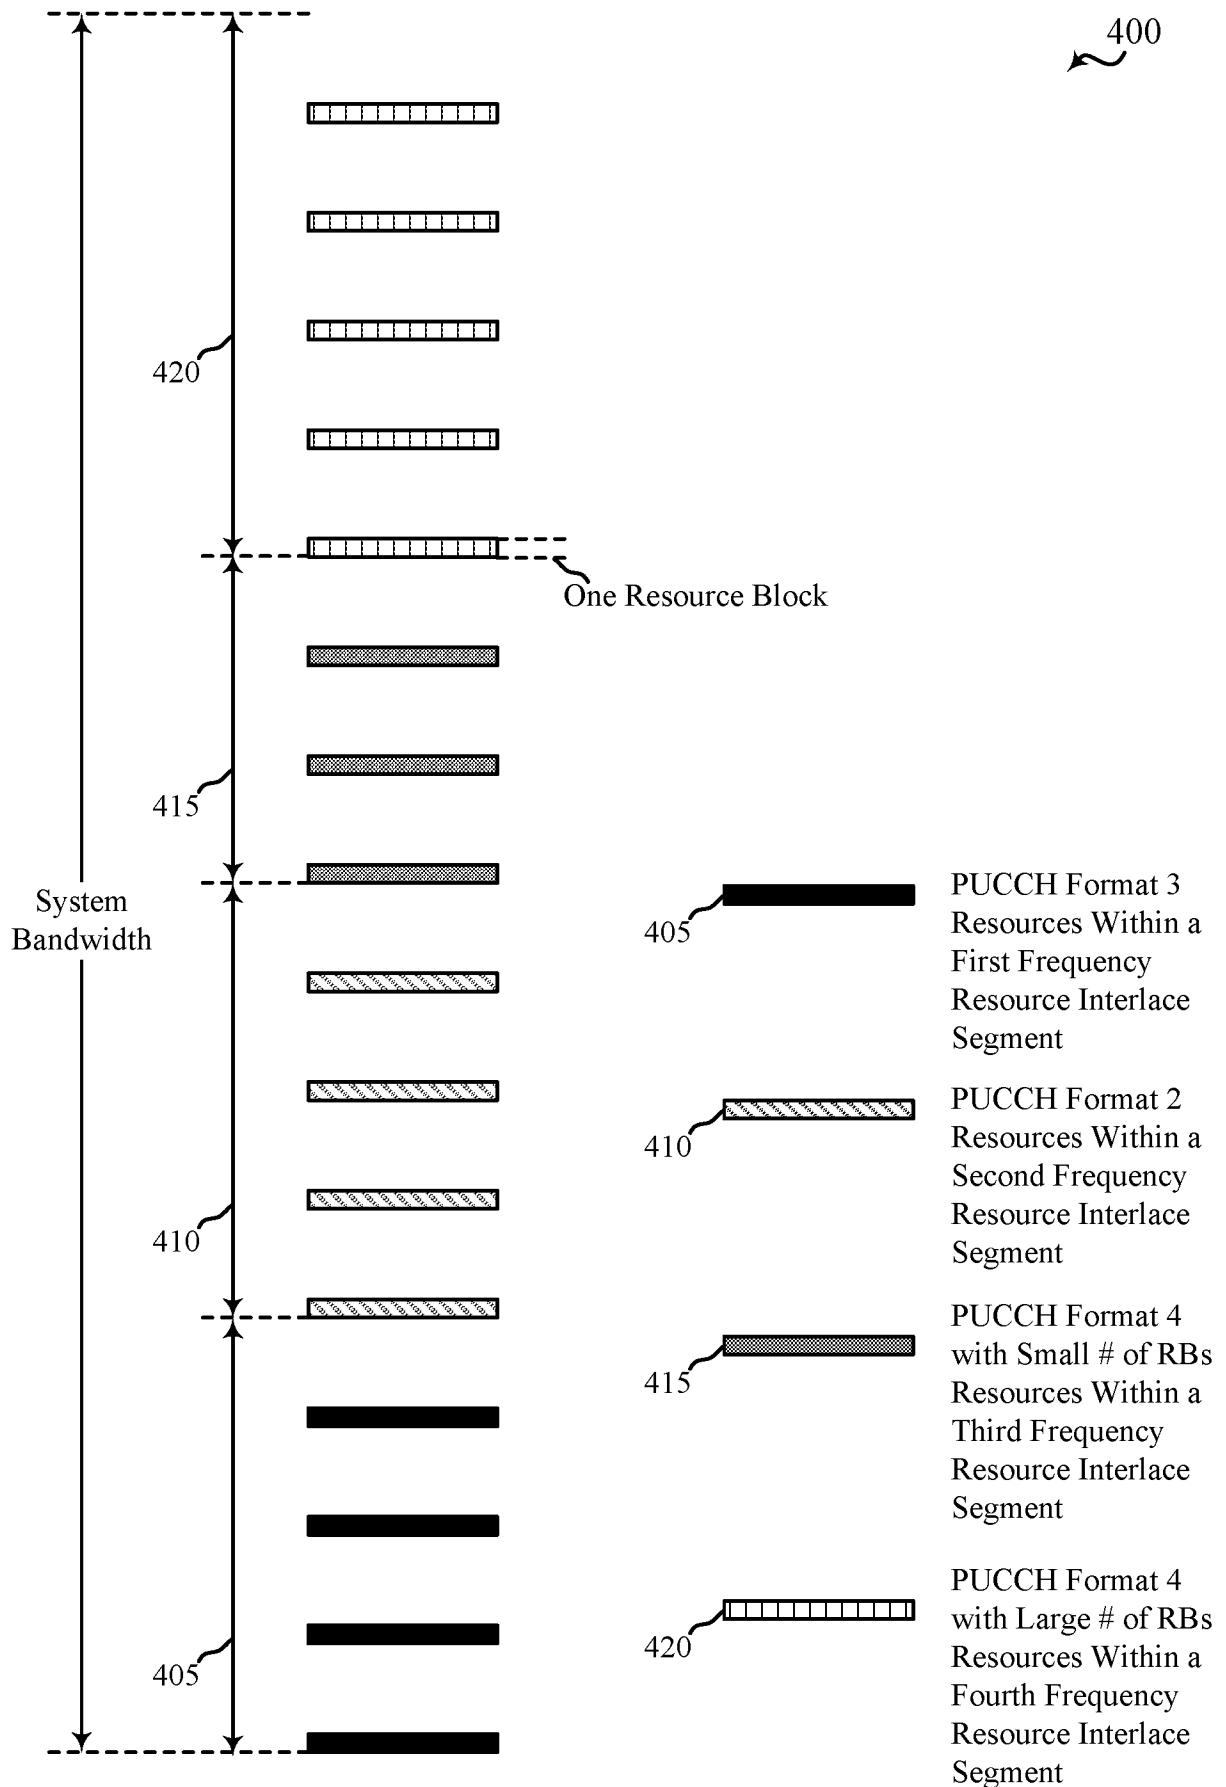 400
420
One Resource Block
415
System
Bandwidth
405
PUCCH Format 3
Resources Within a
First Frequency
Resource Interlace
Segment
410
PUCCH Format 2
Resources Within a
Second Frequency
Resource Interlace
Segment
410
415
PUCCH Format 4
with Small # of RBs
Resources Within a
Third Frequency
Resource Interlace
Segment
405
420
PUCCH Format 4
with Large # of RBs
Resources Within a
Fourth Frequency
Resource Interlace
Segment